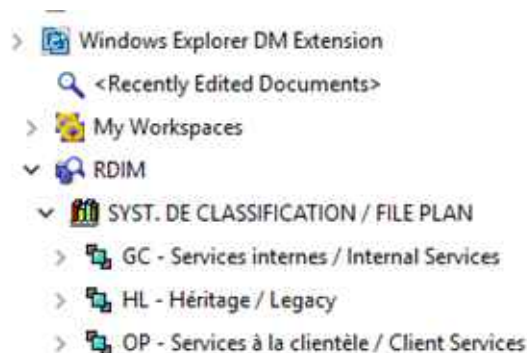 Windows Explorer DM Extension
<Recently Edited Documents>
My Workspaces
RDIM
SYST. DE CLASSIFICATION / FILE PLAN
GC - Services internes / Internal Services
HL - Héritage / Legacy
OP - Services à la clientèle / Client Services